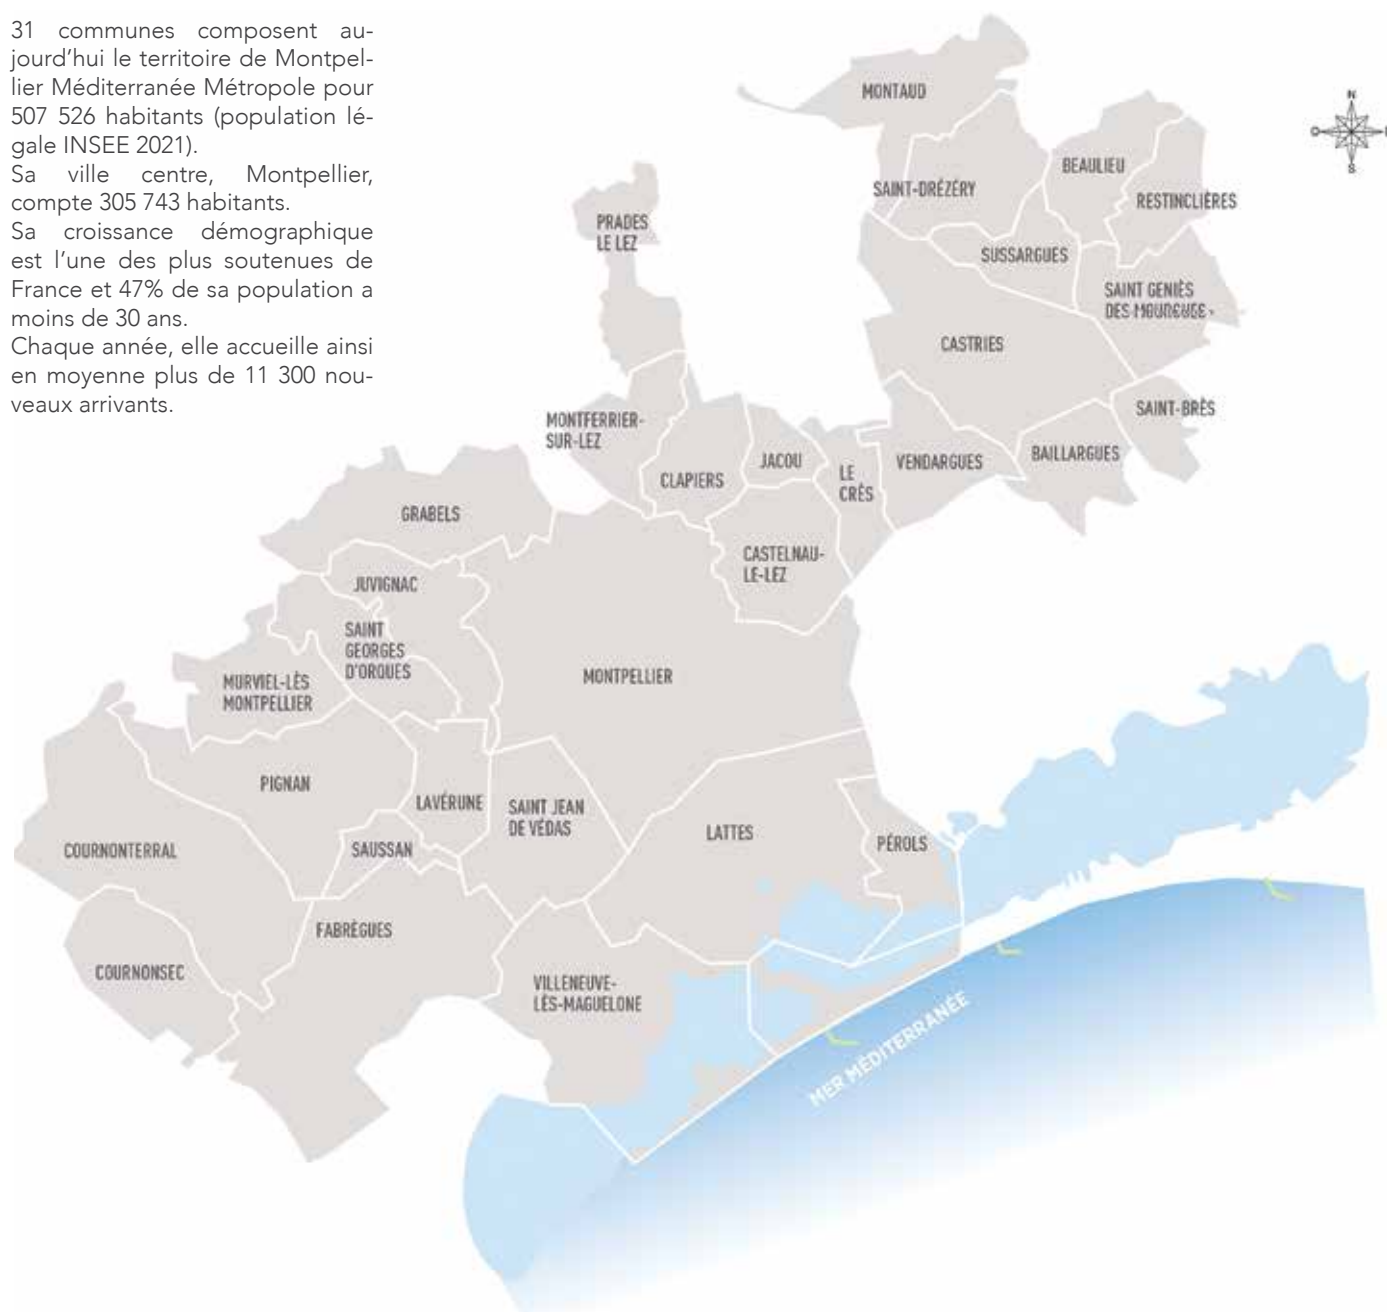 31 communes composent au-
jourd'hui le territoire de Montpel-
lier Méditerranée Métropole pour
507 526 habitants (population lé-
gale INSEE 2021).
Sa ville centre, Montpellier,
compte 305 743 habitants.
Sa croissance démographique
est l'une des plus soutenues de
France et 47% de sa population a
moins de 30 ans.
Chaque année, elle accueille ainsi
en moyenne plus de 11 300 nou-
veaux arrivants.
N
O
E
S
MONTAUD
SAINT-DRÉZÉRY
BEAULIEU
RESTINCLIÈRES
PRADES
LE LEZ
SUSSARGUES
SAINT GENIÈS
DES
CASTRIES
SAINT-BRÈS
MONTFERRIER-
SUR-LEZ
BAILLARGUES
VENDARGUES
JACOU
CLAPIERS
LE
CRÈS
GRABELS
CASTELNAU-
LE-LEZ
JUVIGNAC
SAINT
GEORGES
D'ORQUES
MONTPELLIER
MURVIEL-LÈS
MONTPELLIER
PIGNAN
LAVÉRUNE
SAINT JEAN
DE VÉDAS
LATTES
PÉROLS
COURNONTERRAL
SAUSSAN
FABRÈGUES
COURNONSEC
VILLENEUVE-
LÈS-MAGUELONE
MER MÉDITERRANÉE